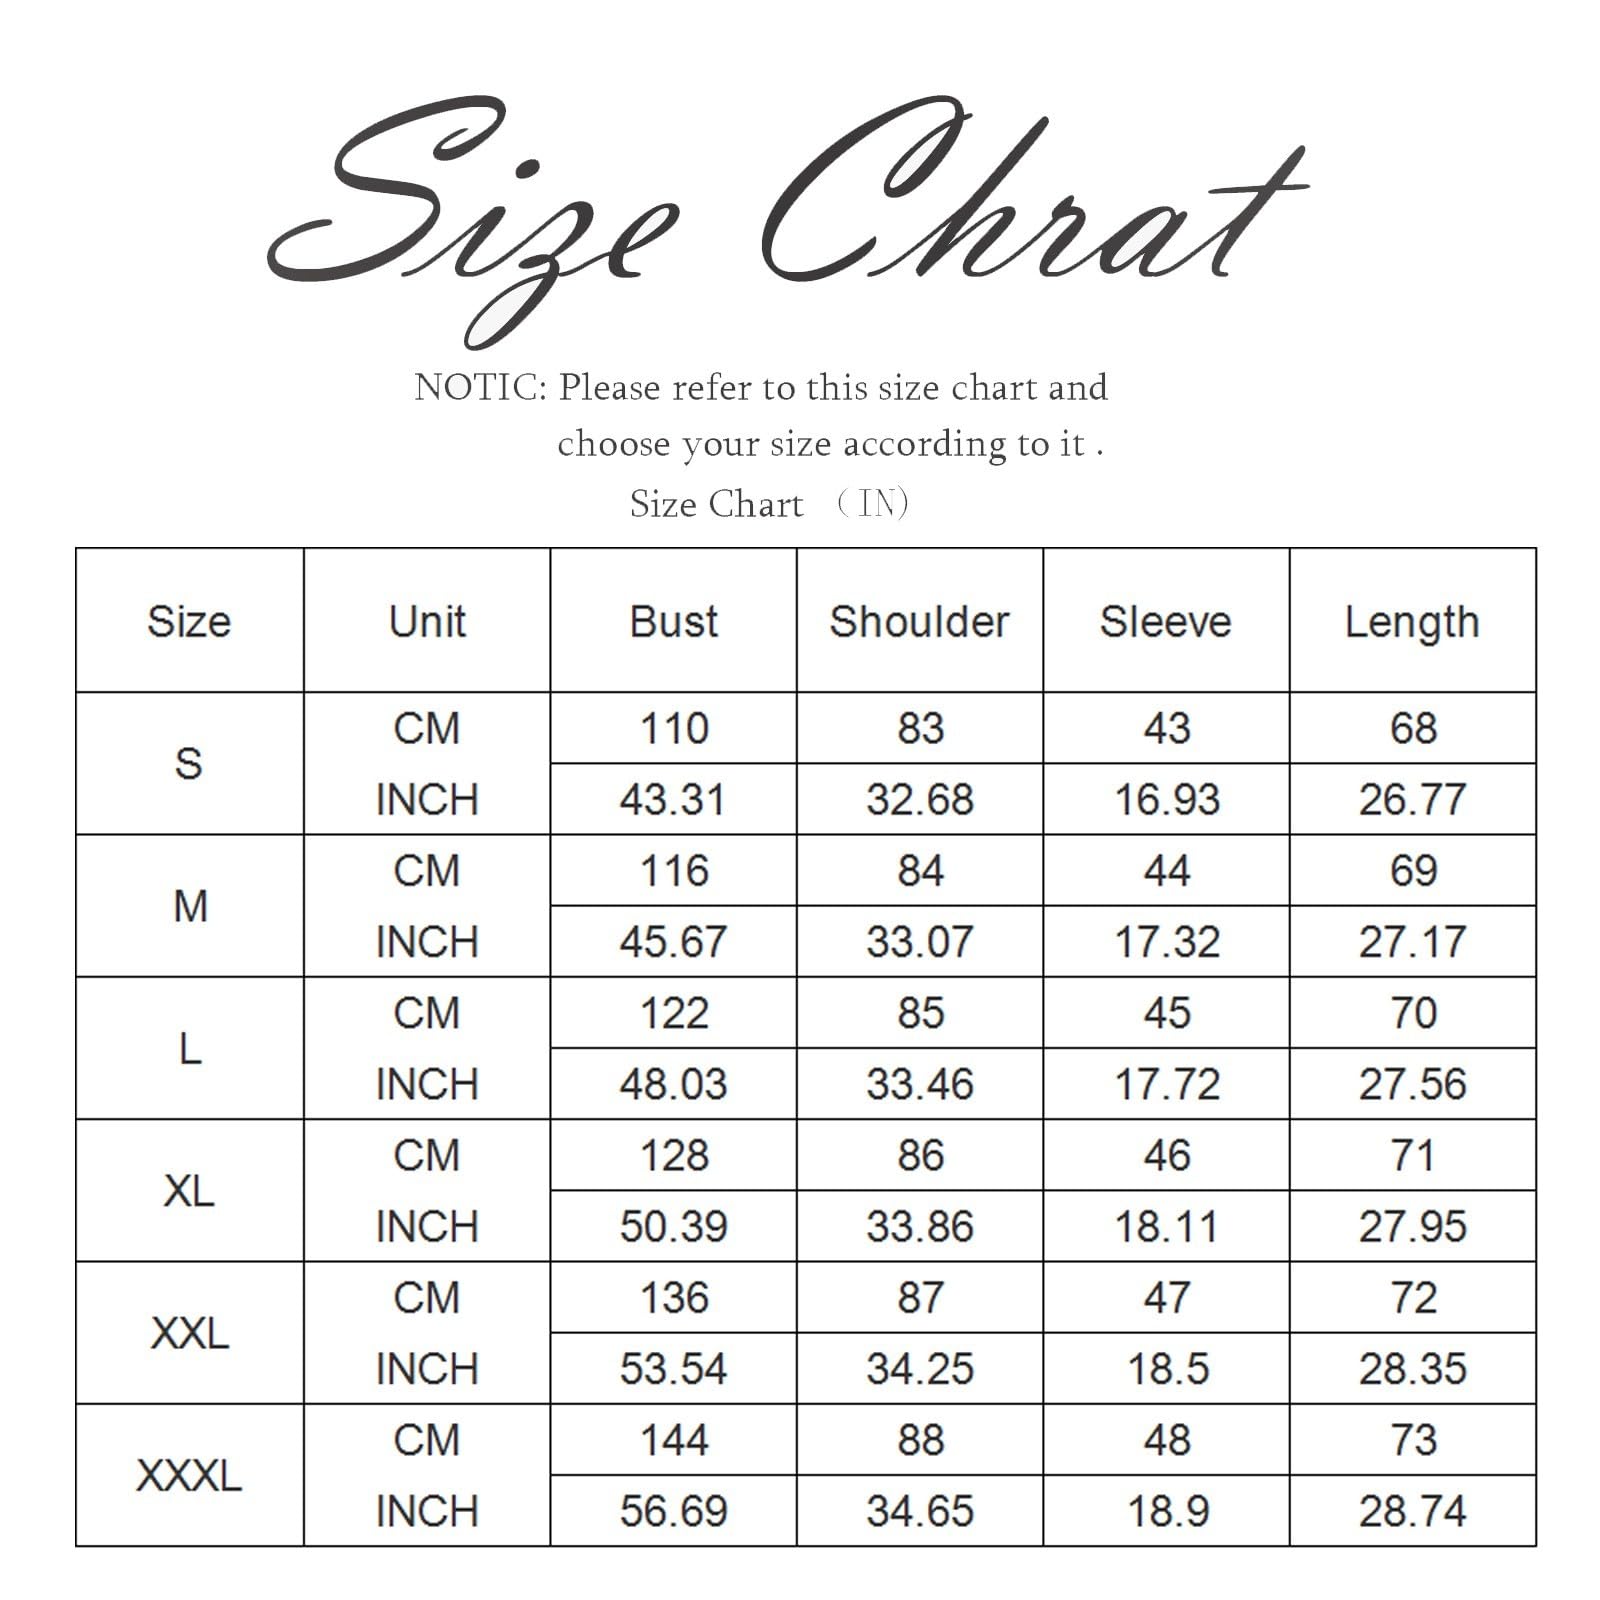 Size Chrat
NOTIC: Please refer to this size chart and
choose your size according to it .
Size Chart （IN）
Size Unit Bust Shoulder Sleeve Length
S
CM 110 83 43 68
INCH 43.31 32.68 16.93 26.77
M
CM 116 84 44 69
INCH 45.67 33.07 17.32 27.17
L
CM 122 85 45 70
INCH 48.03 33.46 17.72 27.56
XL
CM 128 86 46 71
INCH 50.39 33.86 18.11 27.95
XXL
CM 136 87 47 72
INCH 53.54 34.25 18.5 28.35
XXXL
CM 144 88 48 73
INCH 56.69 34.65 18.9 28.74